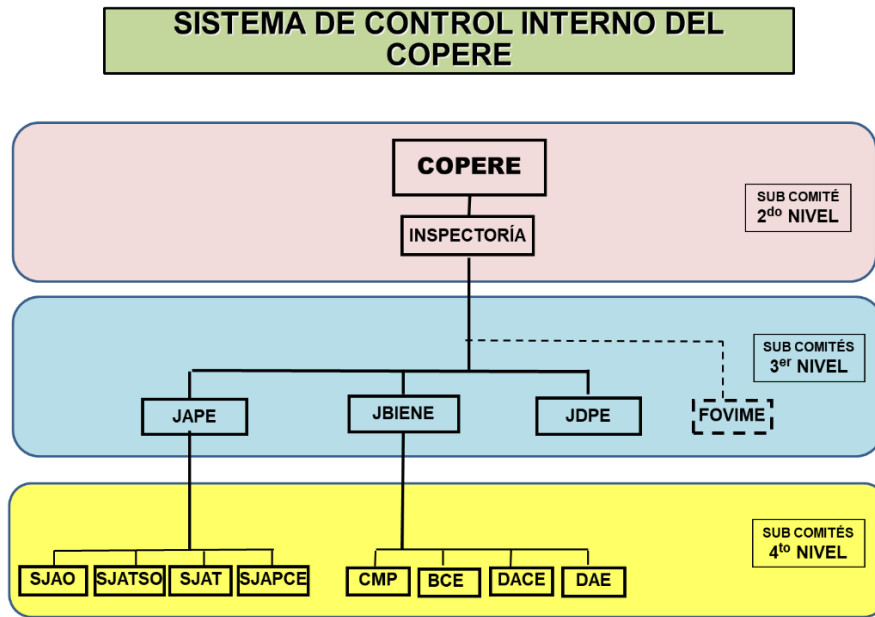 SISTEMA DE CONTROL INTERNO DEL
COPERE
COPERE
INSPECTORÍA
SUB COMITÉ
2do NIVEL
SUB COMITÉS
3er NIVEL
JAPE
JBIENE
JDPE
FOVIME
SUB COMITÉS
4to NIVEL
SJAO
SJATSO
SJAT
SJAPCE
CMP
BCE
DACE
DAE